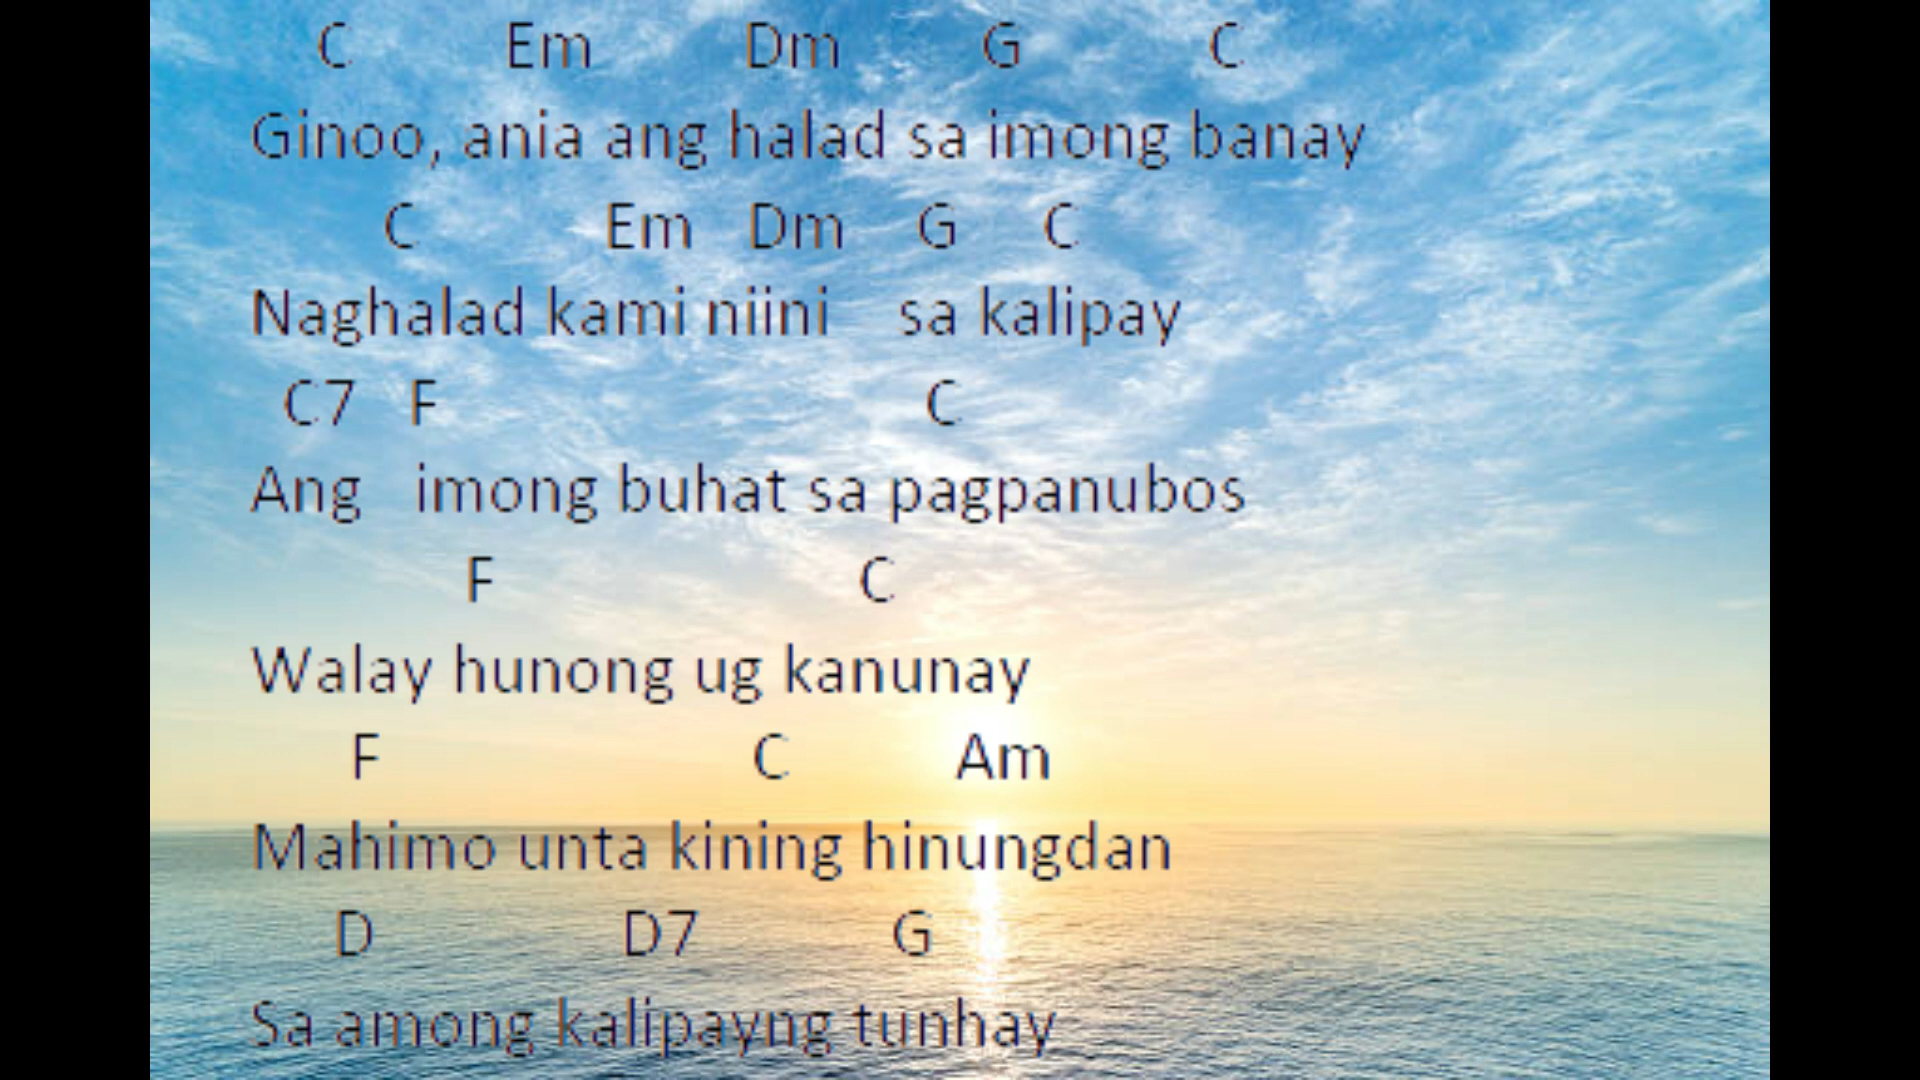 C Em Dm G C
Ginoo, ania ang halad sa imong banay
C Em Dm G C
Naghalad kami niini sa kalipay
C7 F C
Ang imong buhat sa pagpanubos
F C
Walay hunong ug kanunay
F C Am
Mahimo unta kining hinungdan
D D7 G
Sa among kalipayng tunhay